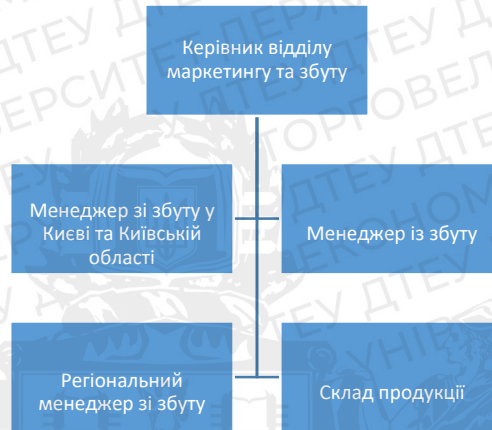 Керівник відділу
маркетингу та збуту
Менеджер зі збуту у
Києві та Київській
області
Менеджер із збуту
Регіональний
менеджер зі збуту
Склад продукції